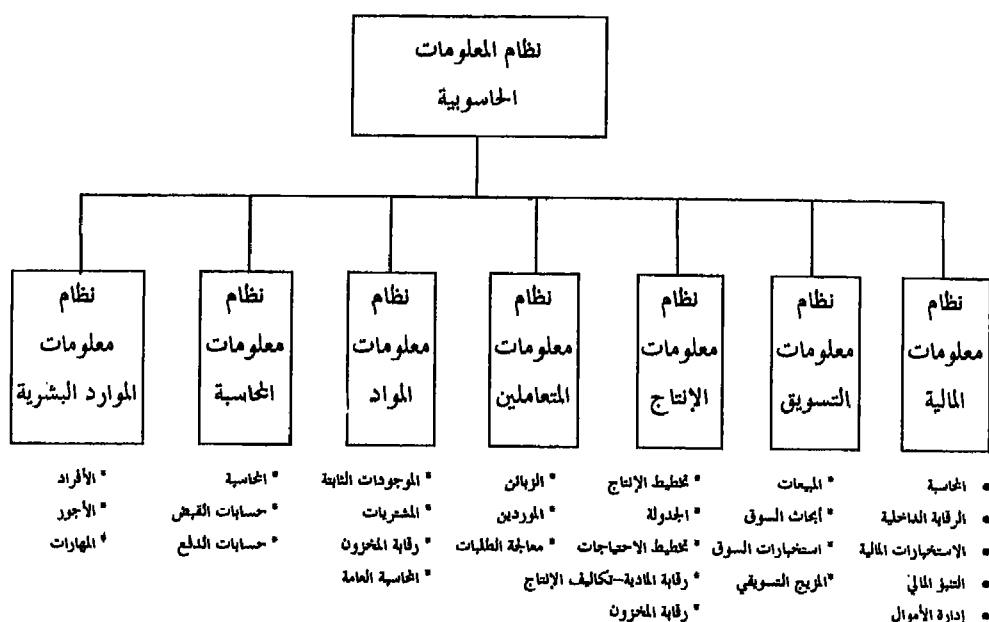 نظام المعلومات
الحاسوبية
نظام
معلومات
المالية
• المحاسبة
• الرقابة الداخلية
• الاستخبارات المالية
• التنبؤ المالي
• إدارة الأموال
نظام
معلومات
التسويق
* المبيعات
* أبحاث السوق
* استخبارات السوق
* المزيج التسويقي
نظام
معلومات
الإنتاج
* تخطيط الإنتاج
* الجدولة
* تخطيط الاحتياجات
* رقابة المادية-تكاليف الإنتاج
* رقابة المخزون
نظام
معلومات
المتعاملين
* الزبائن
* الموردين
* معالجة الطلبات
نظام
معلومات
المواد
* الموجودات الثابتة
* المشتريات
* رقابة المخزون
* المحاسبة العامة
نظام
معلومات
المحاسبة
* المحاسبة
* حسابات القبض
* حسابات الدفع
نظام
معلومات
الموارد البشرية
* الأفراد
* الأجور
* المهارات